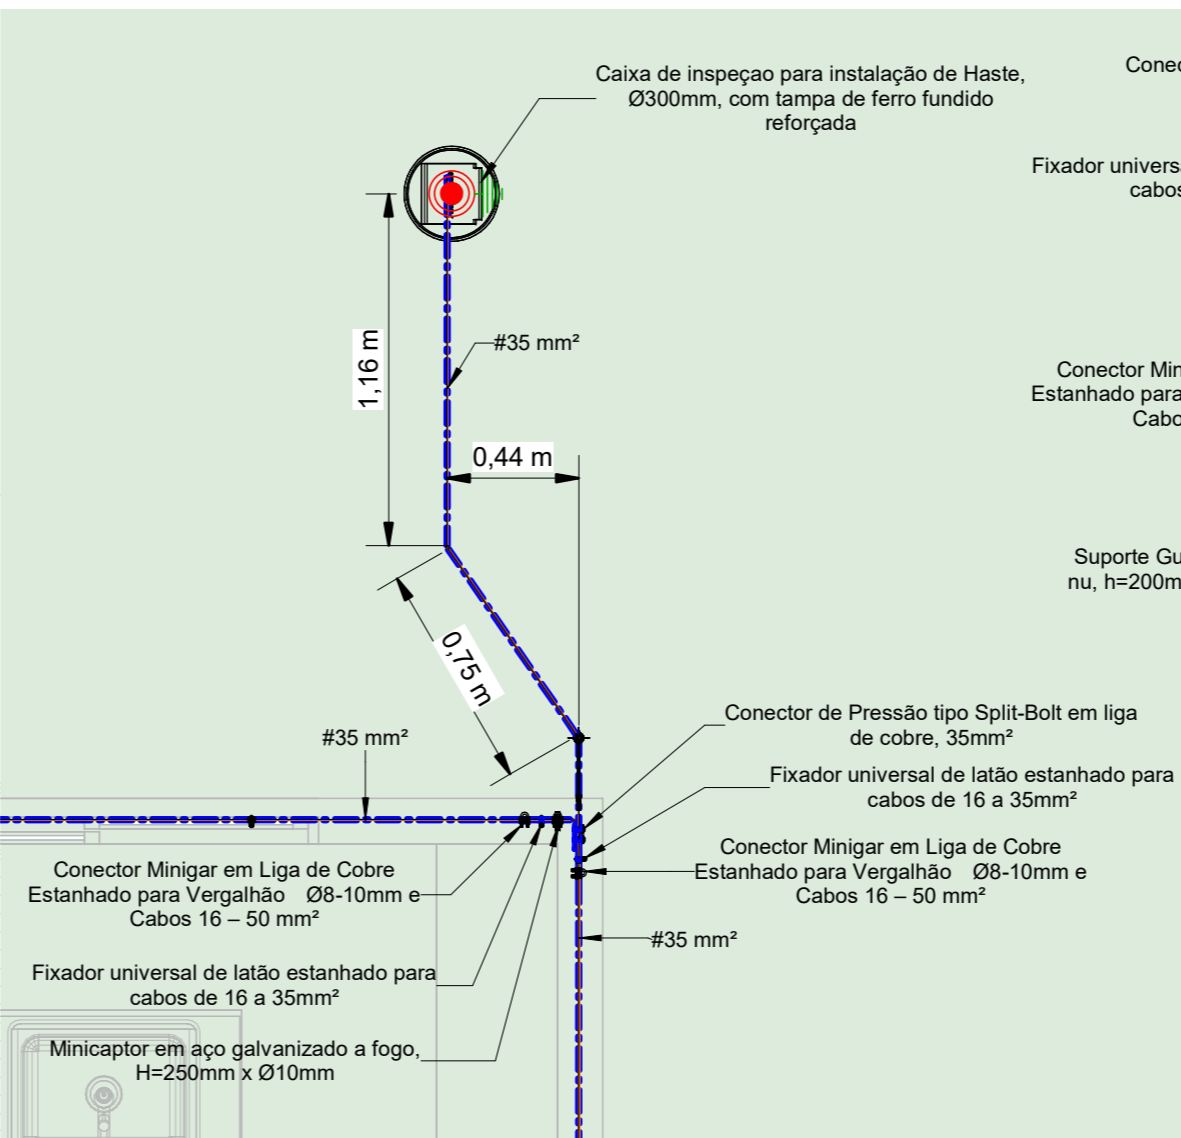 Caixa de inspeçao para instalação de Haste,
Ø300mm, com tampa de ferro fundido
reforçada
Conec
Fixador universa
cabos
1,16 m
#35 mm²
0,44 m
Conector Min
Estanhado para
Cabo
Suporte Gu
nu, h=200m
0,75 m
#35 mm²
Conector de Pressão tipo Split-Bolt em liga
de cobre, 35mm²
Fixador universal de latão estanhado para
cabos de 16 a 35mm²
Conector Minigar em Liga de Cobre
Estanhado para Vergalhão Ø8-10mm e
Cabos 16 – 50 mm²
Conector Minigar em Liga de Cobre
Estanhado para Vergalhão Ø8-10mm e
Cabos 16 – 50 mm²
#35 mm²
Fixador universal de latão estanhado para
cabos de 16 a 35mm²
Minicaptor em aço galvanizado a fogo,
H=250mm x Ø10mm